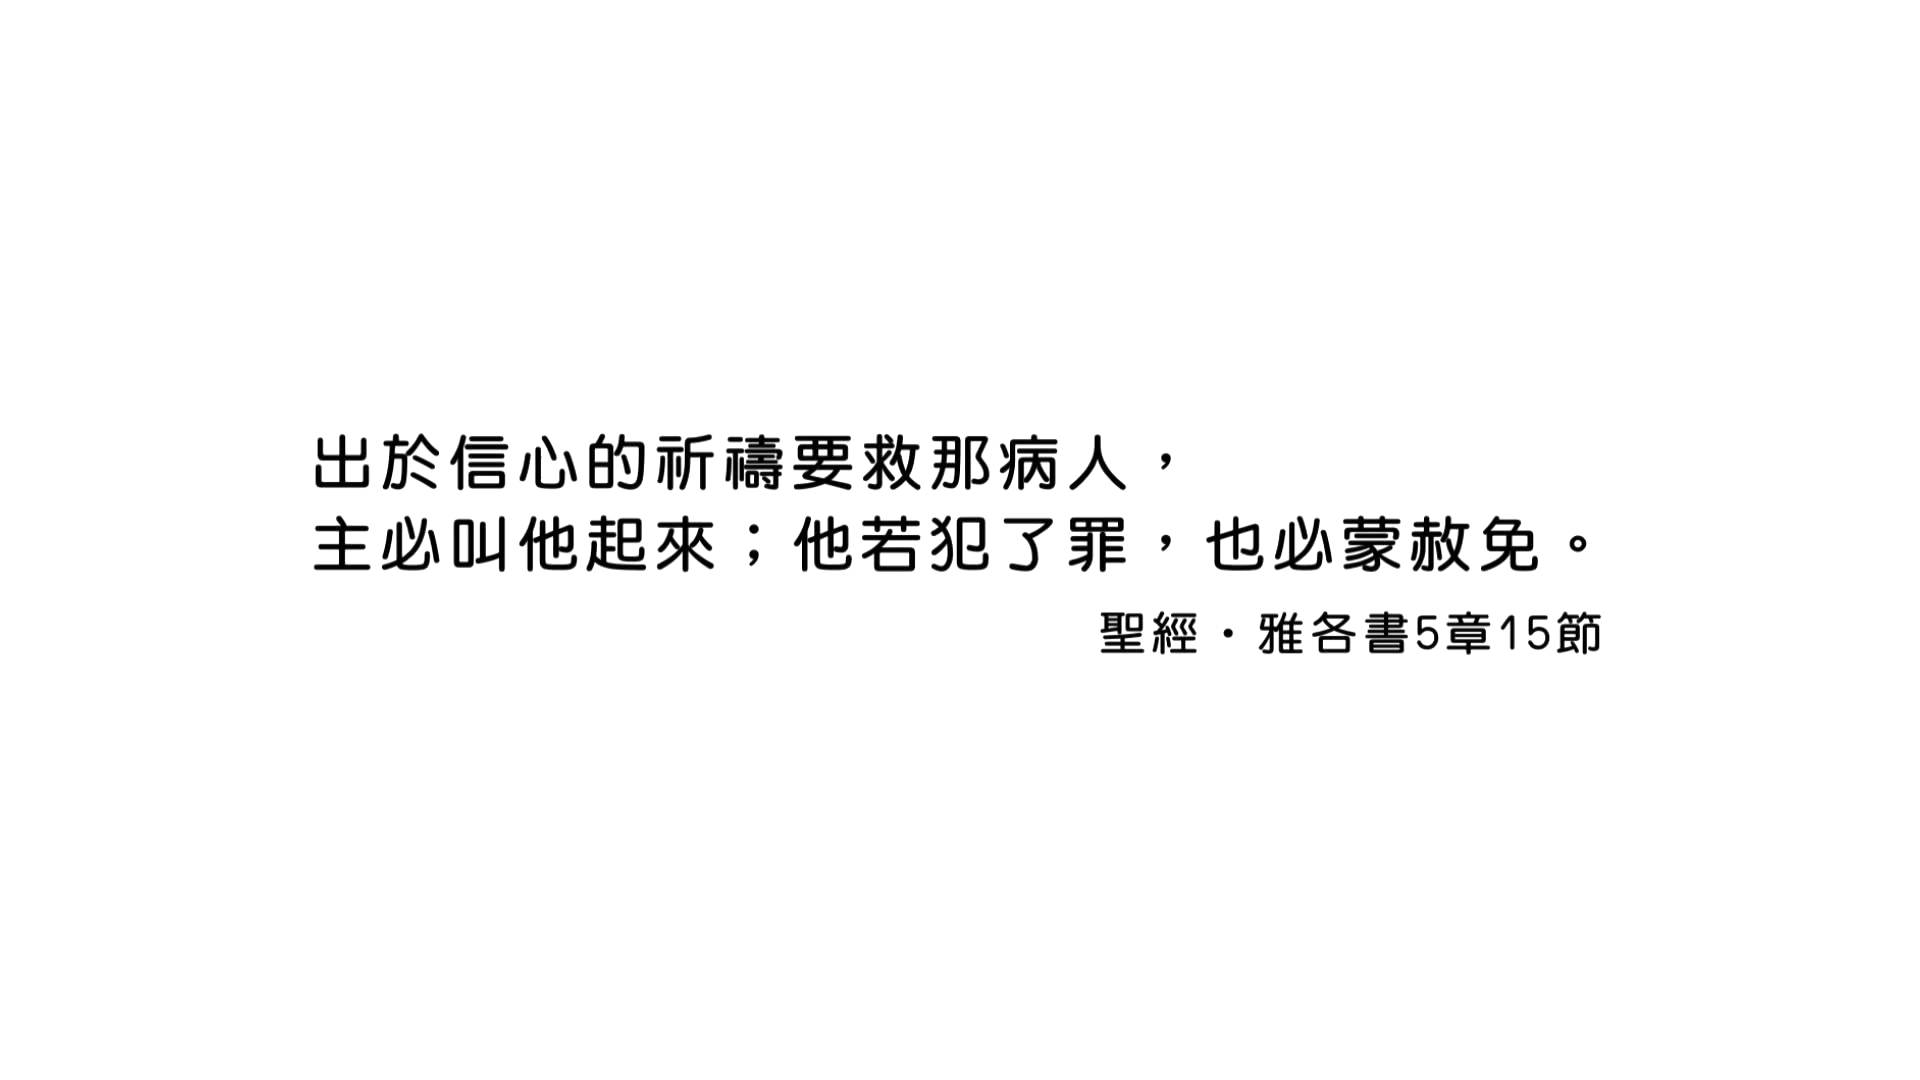 出於信心的祈禱要救那病人，
主必叫他起來；他若犯了罪，也必蒙赦免。
聖經・雅各書5章15節